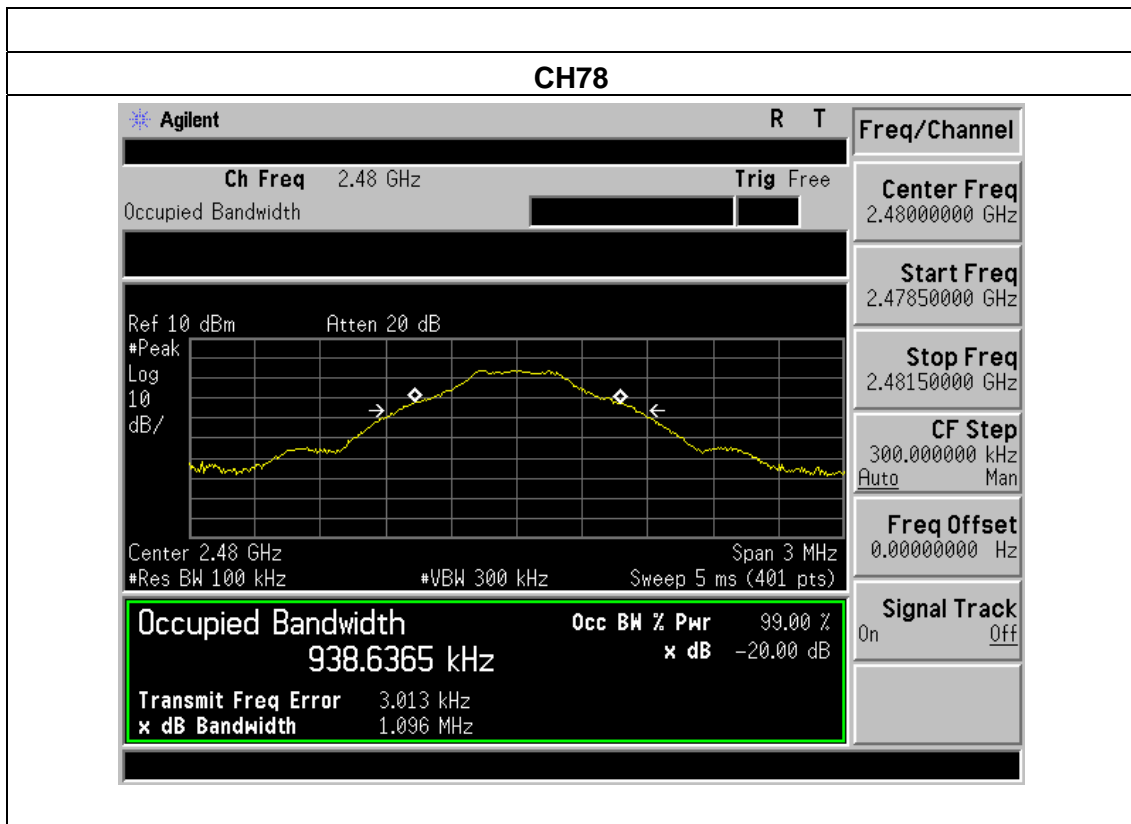 CH78
Agilent R T
Freq/Channel
Ch Freq 2.48 GHz Trig Free
Occupied Bandwidth
Center Freq
2.48000000 GHz
Start Freq
2.47850000 GHz
Stop Freq
2.48150000 GHz
CF Step
300.000000 kHz
Auto Man
Freq Offset
0.00000000 Hz
Signal Track
On Off
Ref 10 dBm Atten 20 dB
#Peak
Log
10
dB/
Center 2.48 GHz Span 3 MHz
#Res BW 100 kHz #VBW 300 kHz Sweep 5 ms (401 pts)
Occupied Bandwidth Occ BW % Pwr 99.00 %
938.6365 kHz x dB -20.00 dB
Transmit Freq Error 3.013 kHz
x dB Bandwidth 1.096 MHz